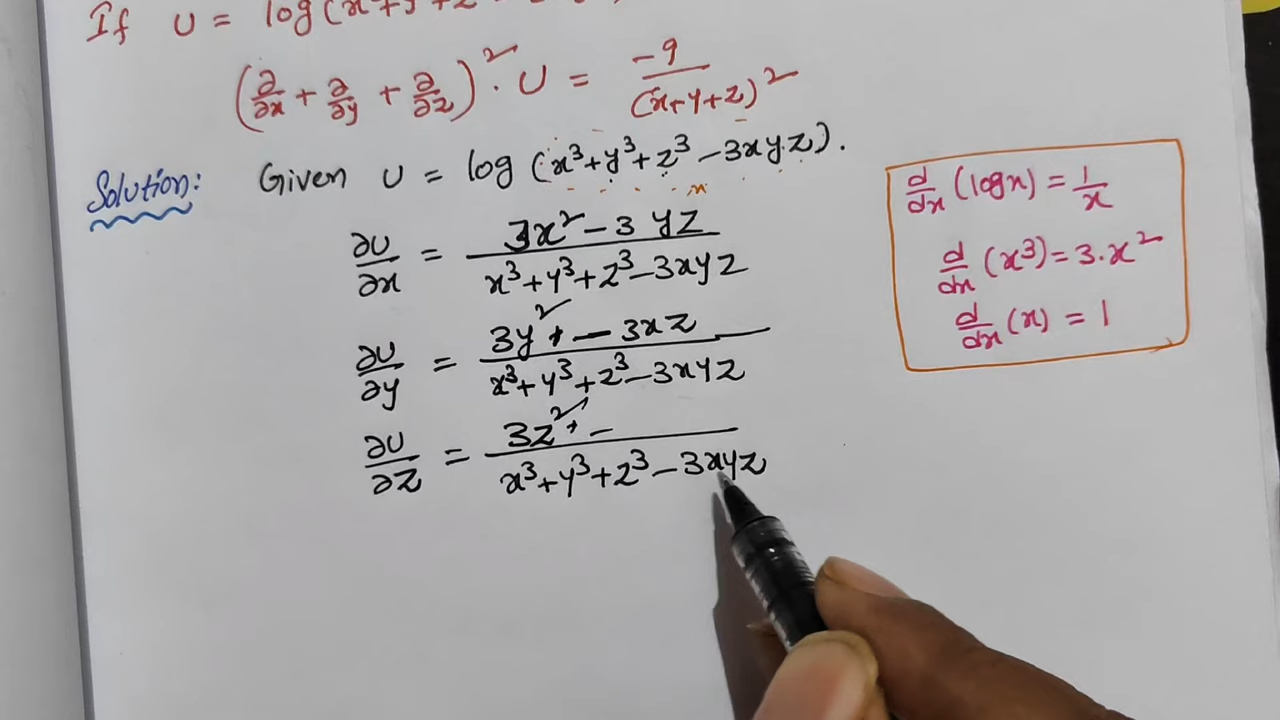 If U = log(x+y+z
(∂/∂x + ∂/∂y + ∂/∂z)² · U = -9/(x+y+z)²
Solution: Given U = log (x³+y³+z³-3xyz).
x
∂U/∂x = 3x²-3yz / x³+y³+z³-3xyz
∂U/∂y = 3y² - 3xz / x³+y³+z³-3xyz
∂U/∂z = 3z² - / x³+y³+z³-3xyz
d/dx (logx) = 1/x
d/dx (x³) = 3·x²
d/dx (x) = 1